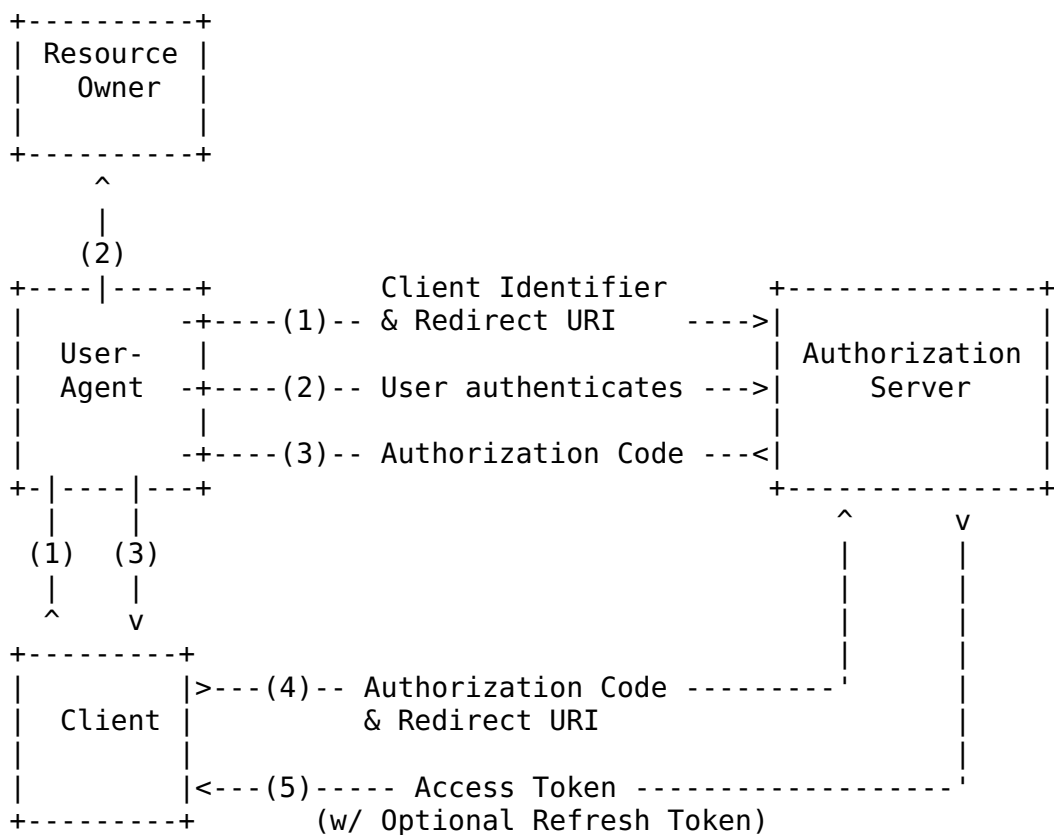 Resource
Owner
(2)
Client Identifier
(1) & Redirect URI
User-
Authorization
Agent
(2) User authenticates
Server
(3) Authorization Code
(1) (3)
(4) Authorization Code
Client
& Redirect URI
(5) Access Token
(w/ Optional Refresh Token)